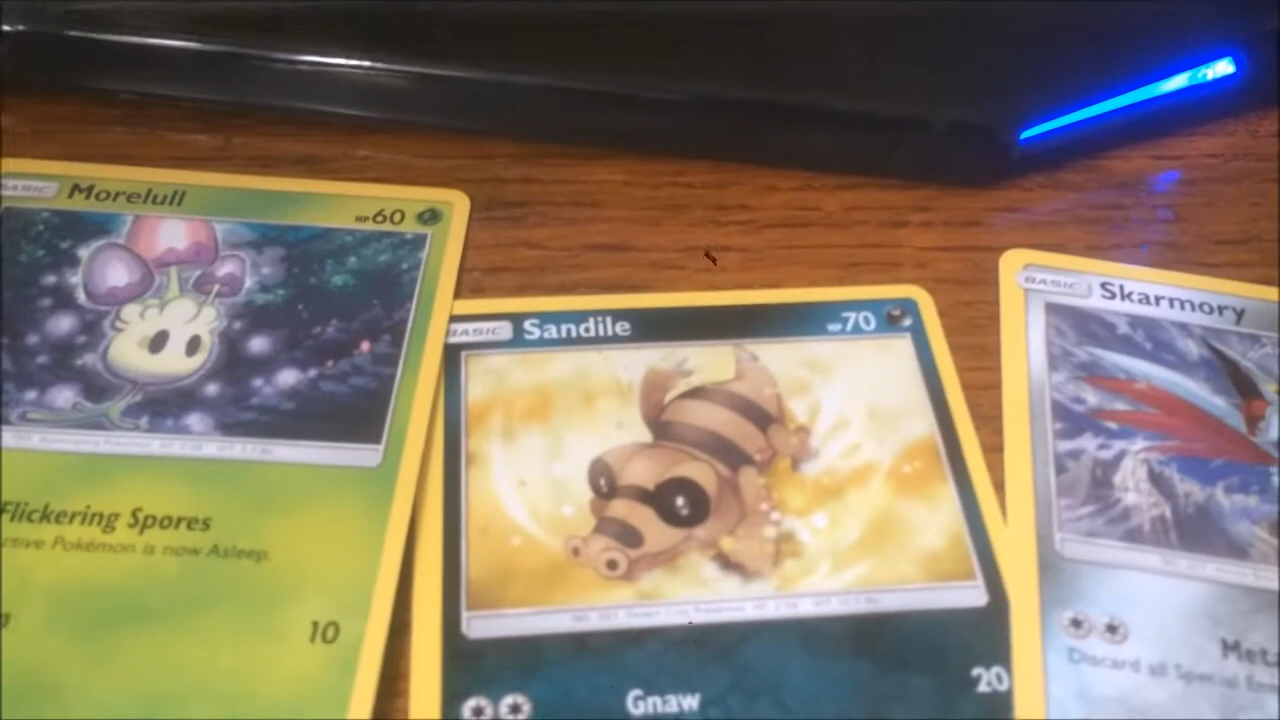 BASIC Morelull HP60
Flickering Spores
ctive Pokémon is now Asleep.
10
BASIC Sandile HP70
Gnaw 20
BASIC Skarmory
Meta
Discard all Special Ene